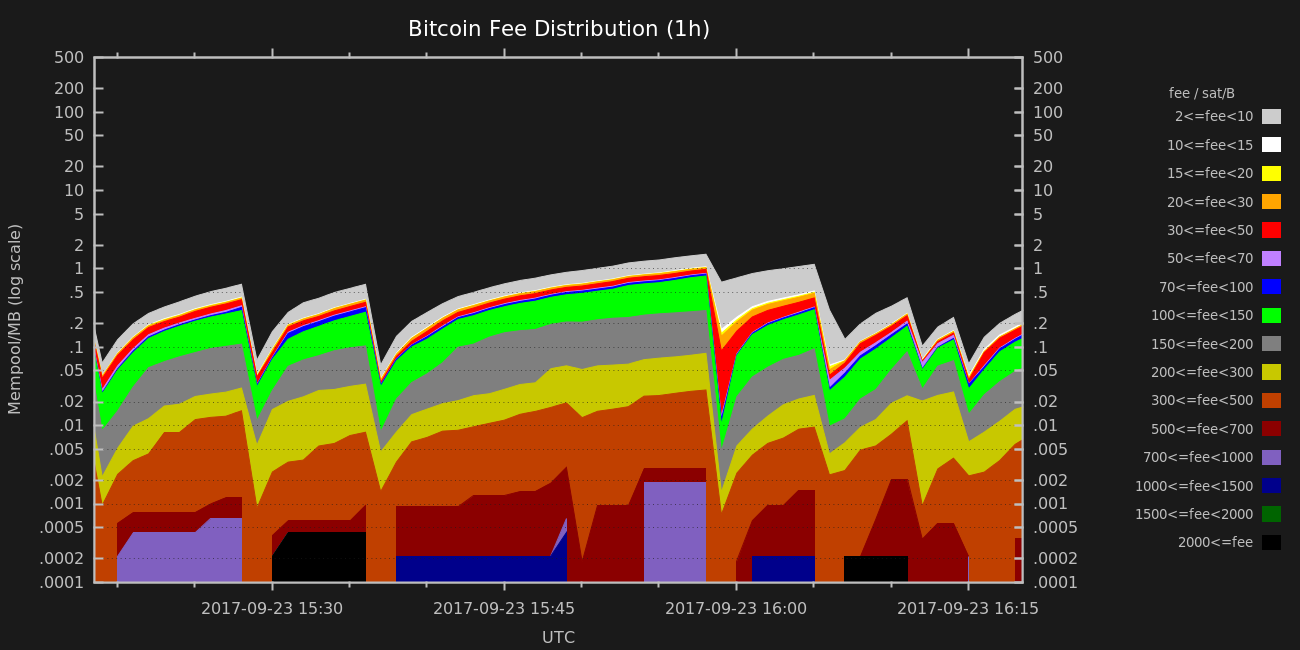 Bitcoin Fee Distribution (1h)
Mempool/MB (log scale)
500
200
100
50
20
10
5
2
1
.5
.2
.1
.05
.02
.01
.005
.002
.001
.0005
.0002
.0001
500
200
100
50
20
10
5
2
1
.5
.2
.1
.05
.02
.01
.005
.002
.001
.0005
.0002
.0001
2017-09-23 15:30
2017-09-23 15:45
2017-09-23 16:00
2017-09-23 16:15
UTC
fee / sat/B
2<=fee<10
10<=fee<15
15<=fee<20
20<=fee<30
30<=fee<50
50<=fee<70
70<=fee<100
100<=fee<150
150<=fee<200
200<=fee<300
300<=fee<500
500<=fee<700
700<=fee<1000
1000<=fee<1500
1500<=fee<2000
2000<=fee